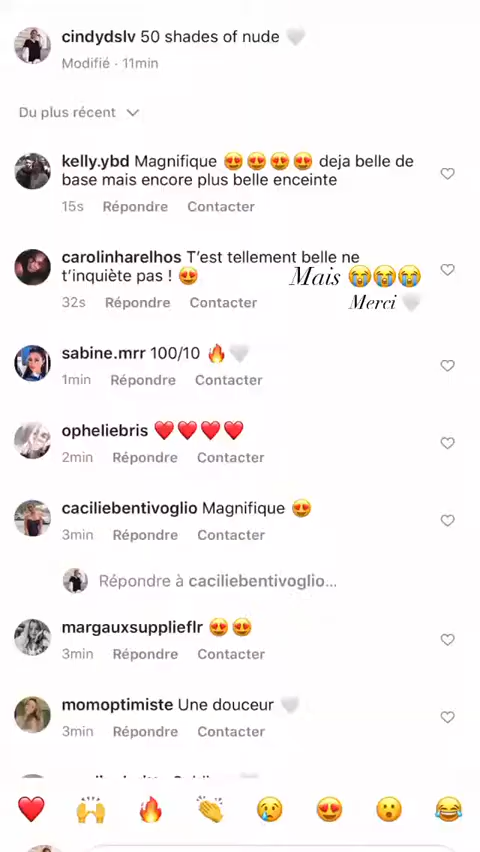 cindydslv 50 shades of nude 🤍
Modifié · 11min
Du plus récent
kelly.ybd Magnifique 😍😍😍😍 deja belle de
base mais encore plus belle enceinte
15s Répondre Contacter
carolinharelhos T'est tellement belle ne
t'inquiète pas ! 😍
Mais 😭😭😭
Merci 🤍
32s Répondre Contacter
sabine.mrr 100/10 🔥🤍
1min Répondre Contacter
opheliebris ❤️❤️❤️❤️
2min Répondre Contacter
caciliebentivoglio Magnifique 😍
3min Répondre Contacter
Répondre à caciliebentivoglio...
margauxsupplieflr 😍😍
3min Répondre Contacter
momoptimiste Une douceur 🤍
3min Répondre Contacter
❤️ 🙌 🔥 👏 😢 😍 😮 😂